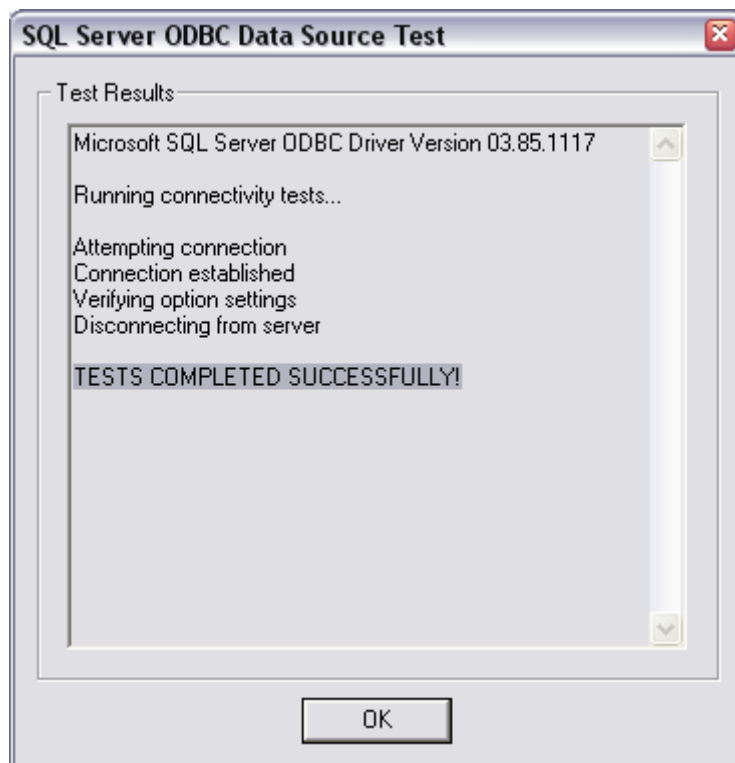 SQL Server ODBC Data Source Test
Test Results
Microsoft SQL Server ODBC Driver Version 03.85.1117
Running connectivity tests...
Attempting connection
Connection established
Verifying option settings
Disconnecting from server
TESTS COMPLETED SUCCESSFULLY!
OK